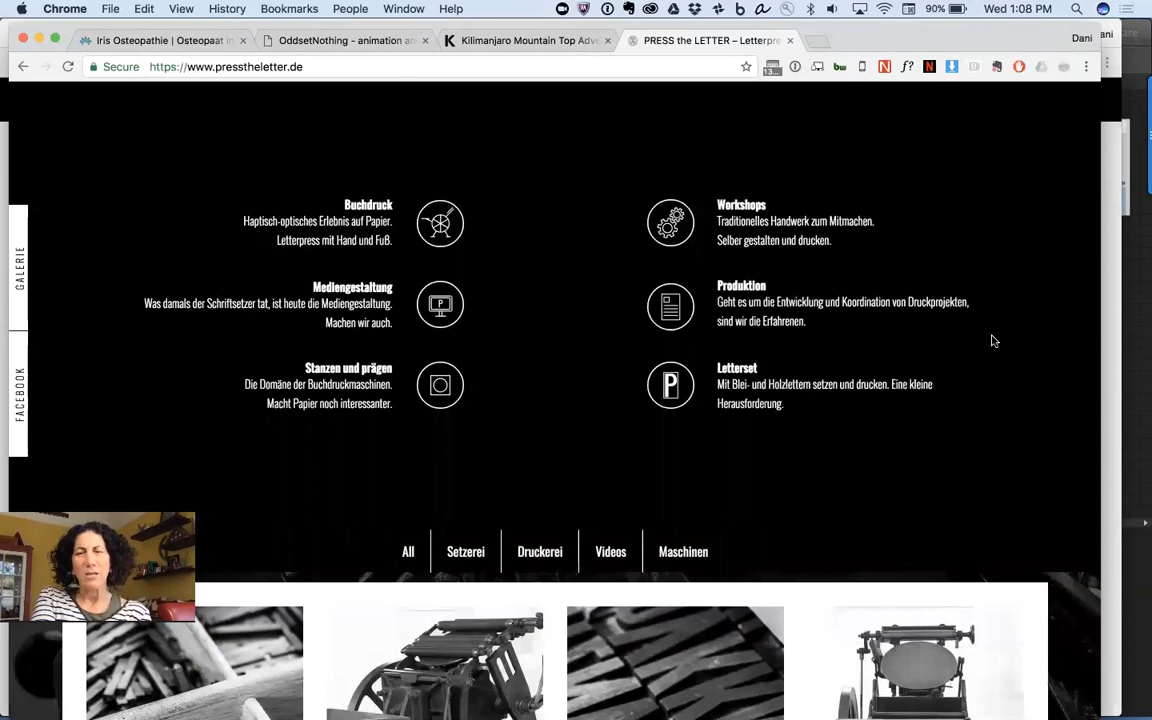 Chrome File Edit View History Bookmarks People Window Help 90% Wed 1:08 PM
Iris Osteopathie | Osteopaat in
OddsetNothing - animation an
Kilimanjaro Mountain Top Adve
PRESS the LETTER – Letterpre
Dani
Secure https://www.presstheletter.de
GALERIE
FACEBOOK
Buchdruck
Haptisch-optisches Erlebnis auf Papier.
Letterpress mit Hand und Fuß.
Workshops
Traditionelles Handwerk zum Mitmachen.
Selber gestalten und drucken.
Mediengestaltung
Was damals der Schriftsetzer tat, ist heute die Mediengestaltung.
Machen wir auch.
Produktion
Geht es um die Entwicklung und Koordination von Druckprojekten,
sind wir die Erfahrenen.
Stanzen und prägen
Die Domäne der Buchdruckmaschinen.
Macht Papier noch interessanter.
Letterset
Mit Blei- und Holzlettern setzen und drucken. Eine kleine
Herausforderung.
All Setzerei Druckerei Videos Maschinen